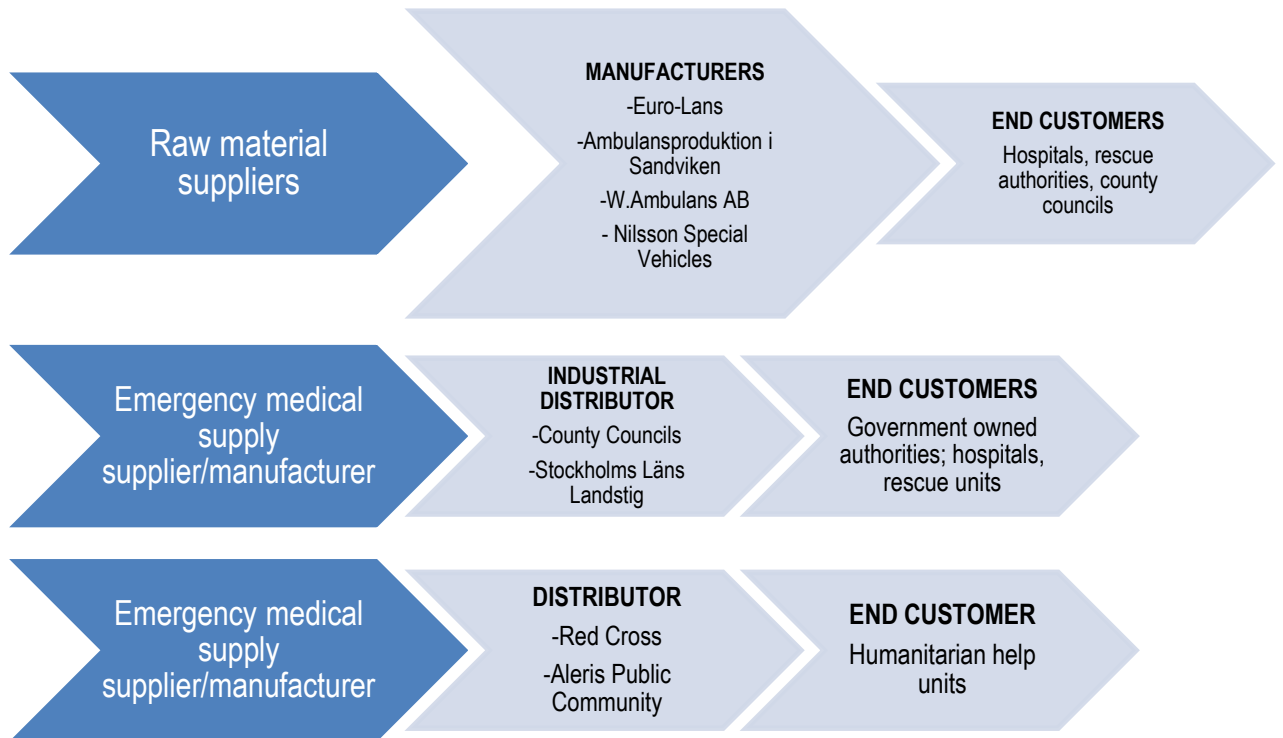 Raw material
suppliers
MANUFACTURERS
-Euro-Lans
-Ambulansproduktion i
Sandviken
-W.Ambulans AB
- Nilsson Special
Vehicles
END CUSTOMERS
Hospitals, rescue
authorities, county
councils
Emergency medical
supply
supplier/manufacturer
INDUSTRIAL
DISTRIBUTOR
-County Councils
-Stockholms Läns
Landstig
END CUSTOMERS
Government owned
authorities; hospitals,
rescue units
Emergency medical
supply
supplier/manufacturer
DISTRIBUTOR
-Red Cross
-Aleris Public
Community
END CUSTOMER
Humanitarian help
units